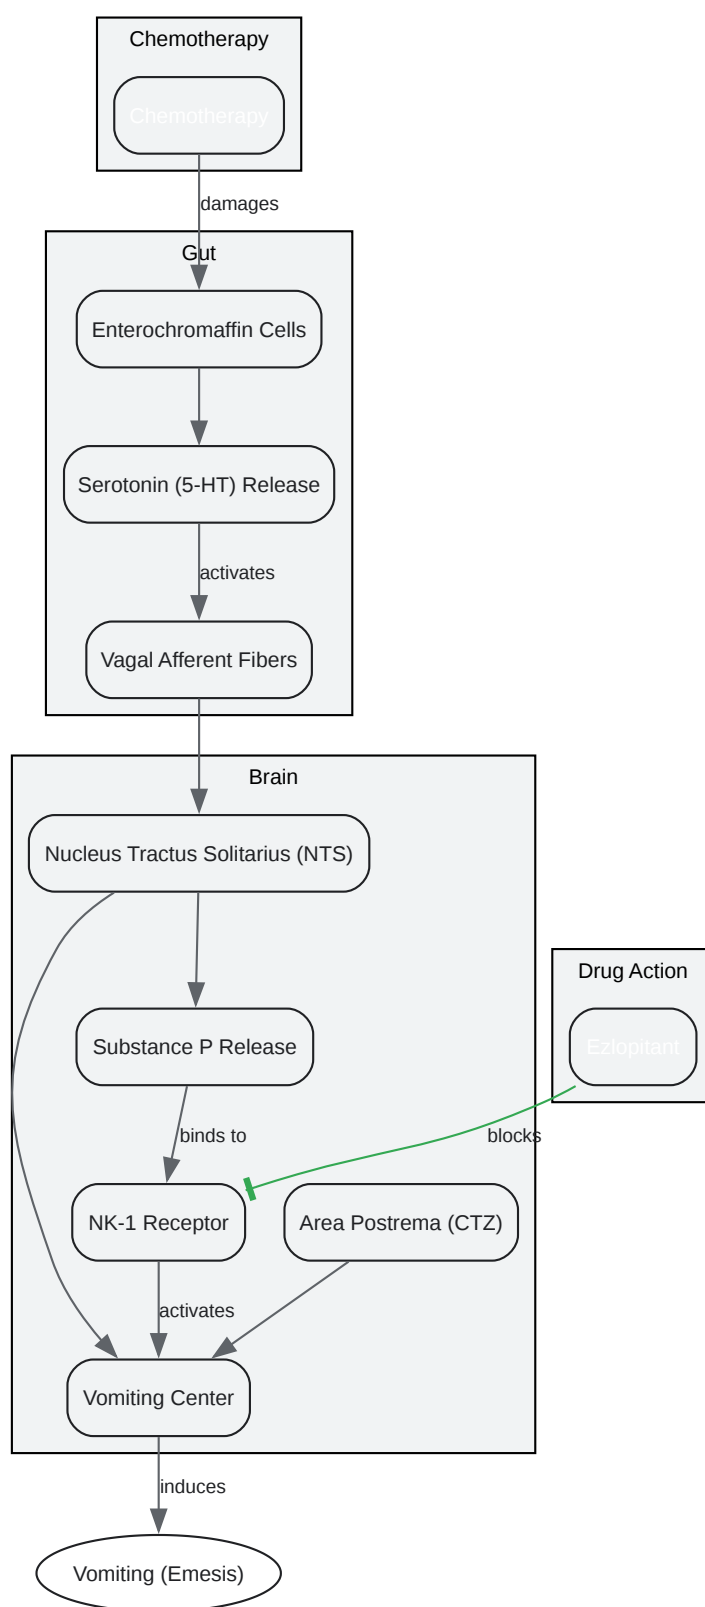 Chemotherapy
Chemotherapy
damages
Gut
Enterochromaffin Cells
Serotonin (5-HT) Release
activates
Vagal Afferent Fibers
Brain
Nucleus Tractus Solitarius (NTS)
Drug Action
Substance P Release
Ezlopitant
binds to
blocks
NK-1 Receptor
Area Postrema (CTZ)
activates
Vomiting Center
induces
Vomiting (Emesis)